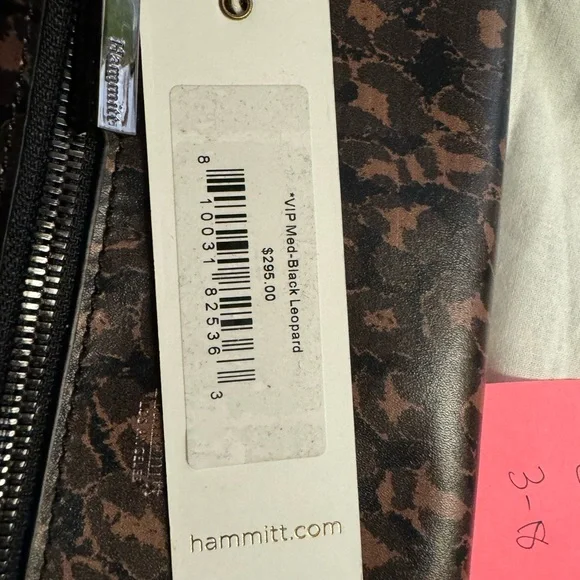 Hammitt
*VIP Med-Black Leopard
$295.00
8 10031 82536 3
hammitt.com
3-8